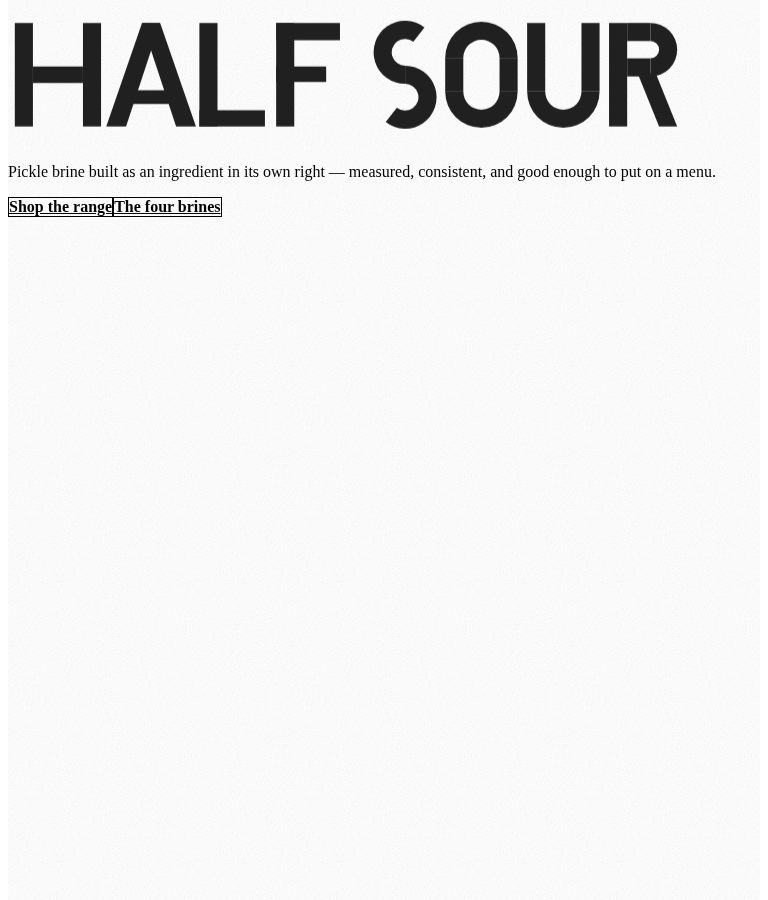 HALF SOUR
Pickle brine built as an ingredient in its own right — measured, consistent, and good enough to put on a menu.
Shop the range The four brines